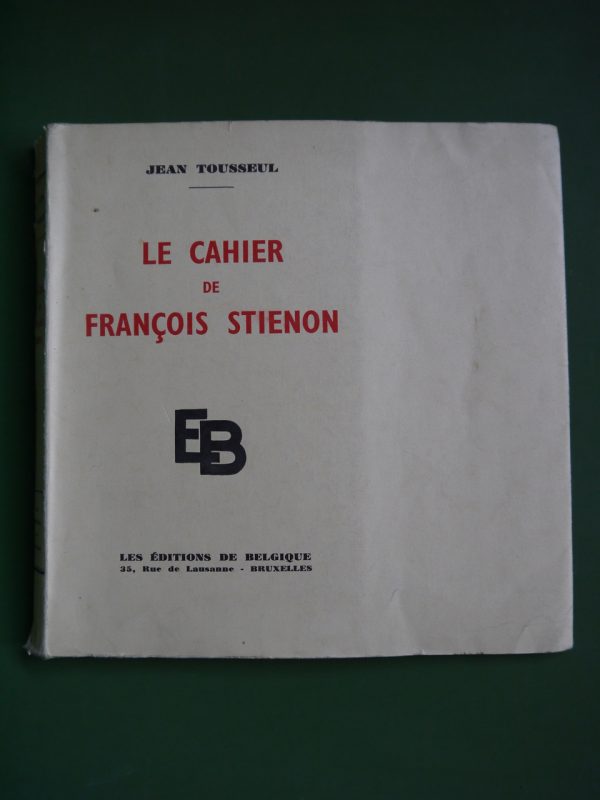 JEAN TOUSSEUL
LE CAHIER
DE
FRANÇOIS STIENON
EB
LES ÉDITIONS DE BELGIQUE
35, Rue de Lausanne - BRUXELLES